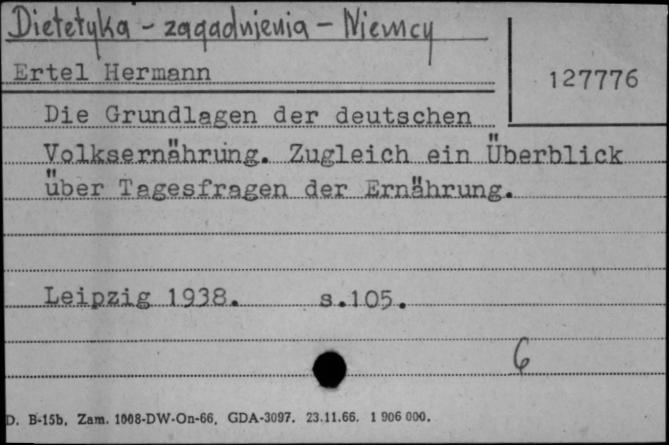 Dietetyka - zagadnienia - Niemcy
Ertel Hermann
127776
Die Grundlagen der deutschen
Volksernährung. Zugleich ein Überblick
über Tagesfragen der Ernährung.
Leipzig 1938. s.105.
6
D. B-15b, Zam. 1008-DW-On-66, GDA-3097. 23.11.66. 1 906 000.